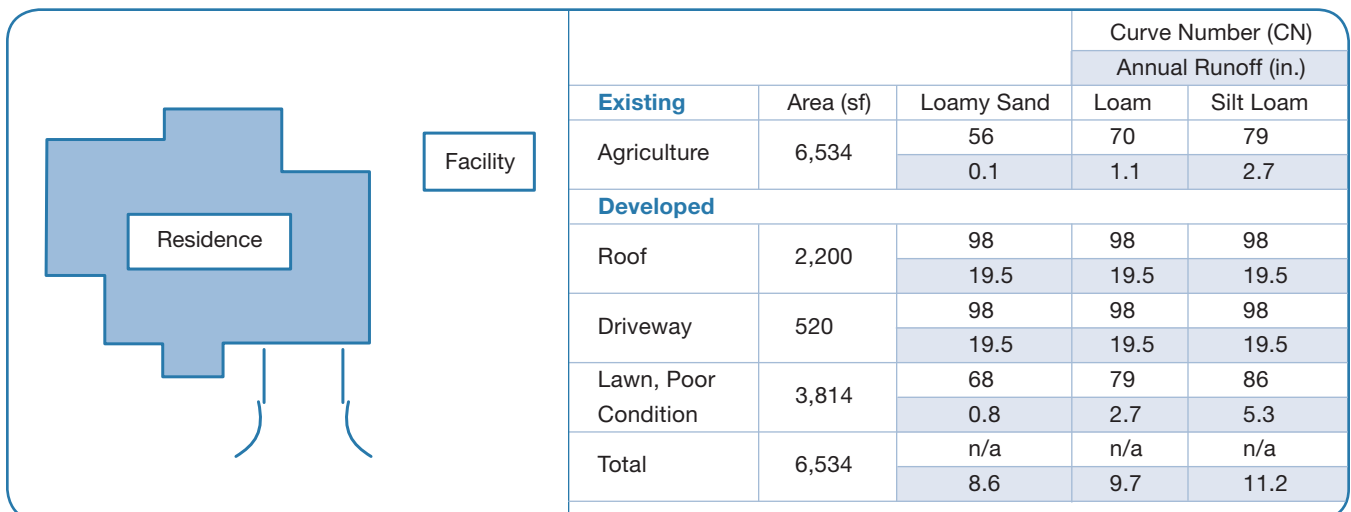 Residence
Facility
Curve Number (CN)
Annual Runoff (in.)
Existing Area (sf) Loamy Sand Loam Silt Loam
Agriculture 6,534 56 70 79
0.1 1.1 2.7
Developed
Roof 2,200 98 98 98
19.5 19.5 19.5
Driveway 520 98 98 98
19.5 19.5 19.5
Lawn, Poor
Condition 3,814 68 79 86
0.8 2.7 5.3
Total 6,534 n/a n/a n/a
8.6 9.7 11.2